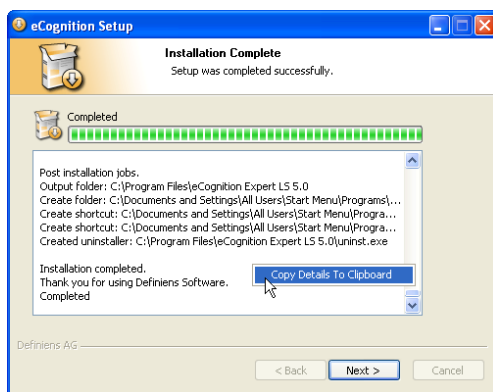 eCognition Setup
Installation Complete
Setup was completed successfully.
Completed
Post installation jobs.
Output folder: C:\Program Files\eCognition Expert LS 5.0
Create folder: C:\Documents and Settings\All Users\Start Menu\Programs\...
Create shortcut: C:\Documents and Settings\All Users\Start Menu\Progra...
Create shortcut: C:\Documents and Settings\All Users\Start Menu\Progra...
Created uninstaller: C:\Program Files\eCognition Expert LS 5.0\uninst.exe
Installation completed.
Copy Details To Clipboard
Thank you for using Definiens Software.
Completed
Definiens AG
< Back Next > Cancel